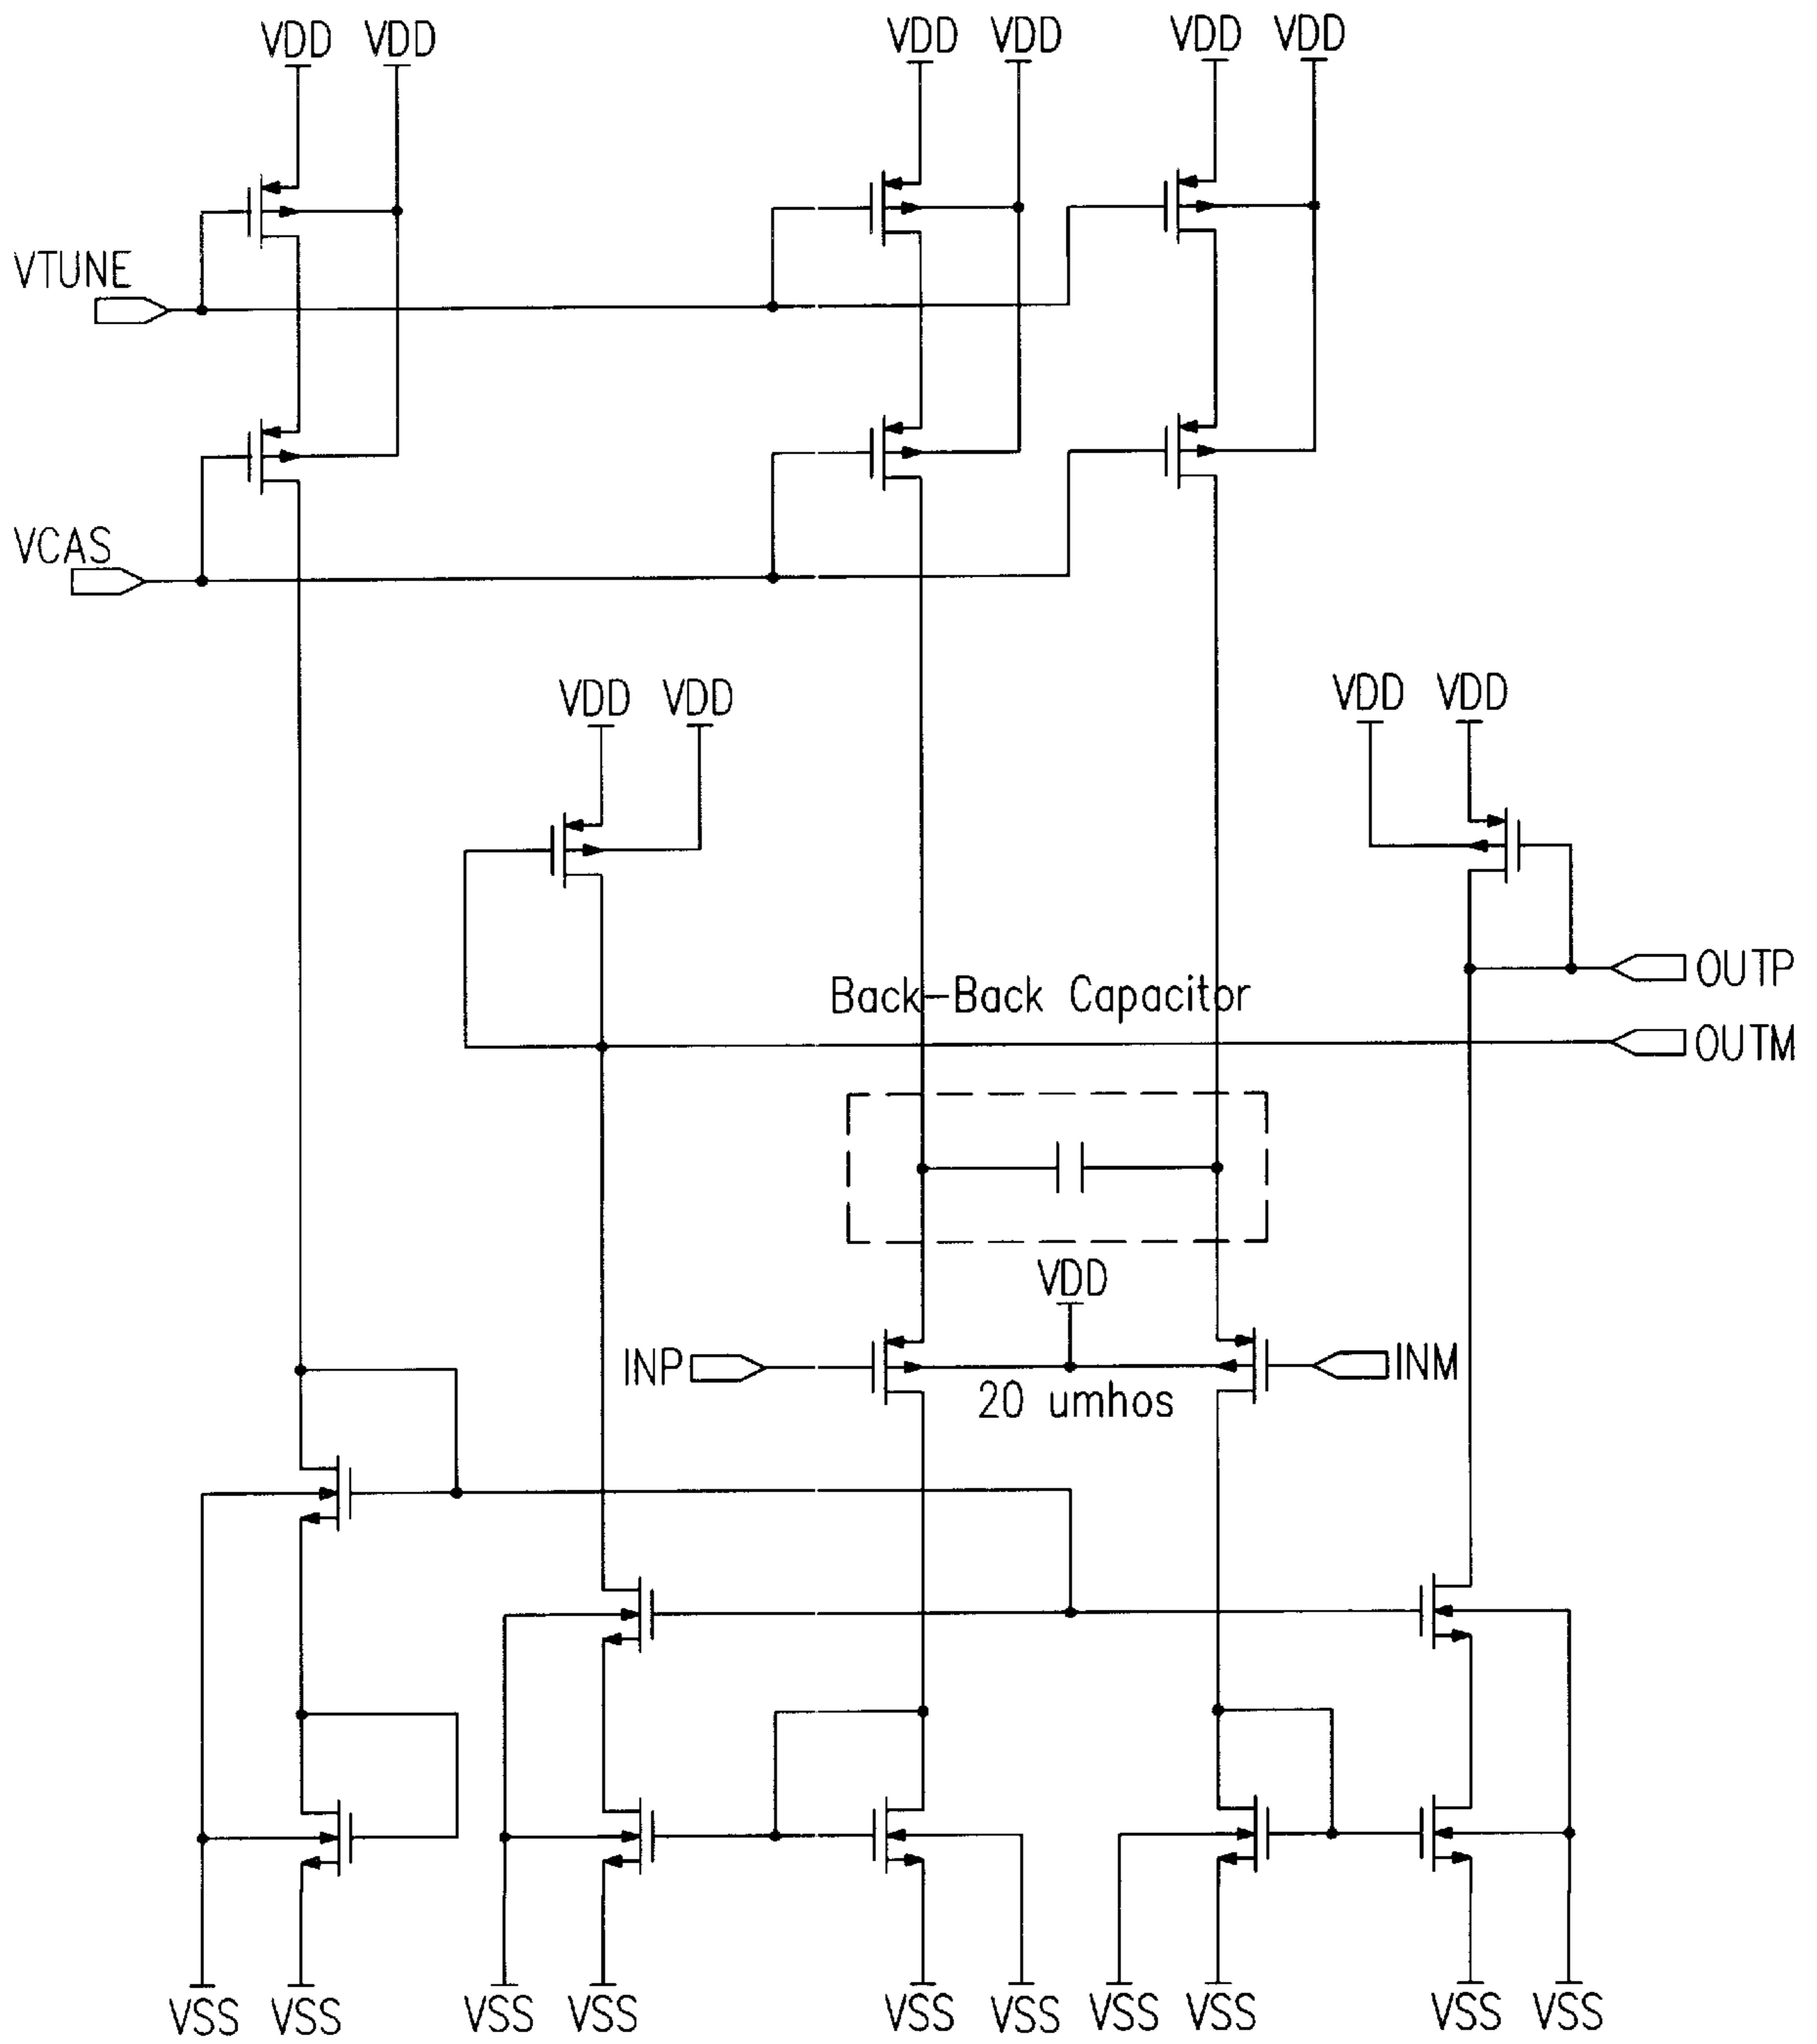 VDD VDD VDD VDD VDD VDD
VTUNE
VCAS
VDD VDD VDD VDD
OUTP
Back-Back Capacitor
OUTM
VDD
INP INM
20 umhos
VSS VSS VSS VSS VSS VSS VSS VSS VSS VSS